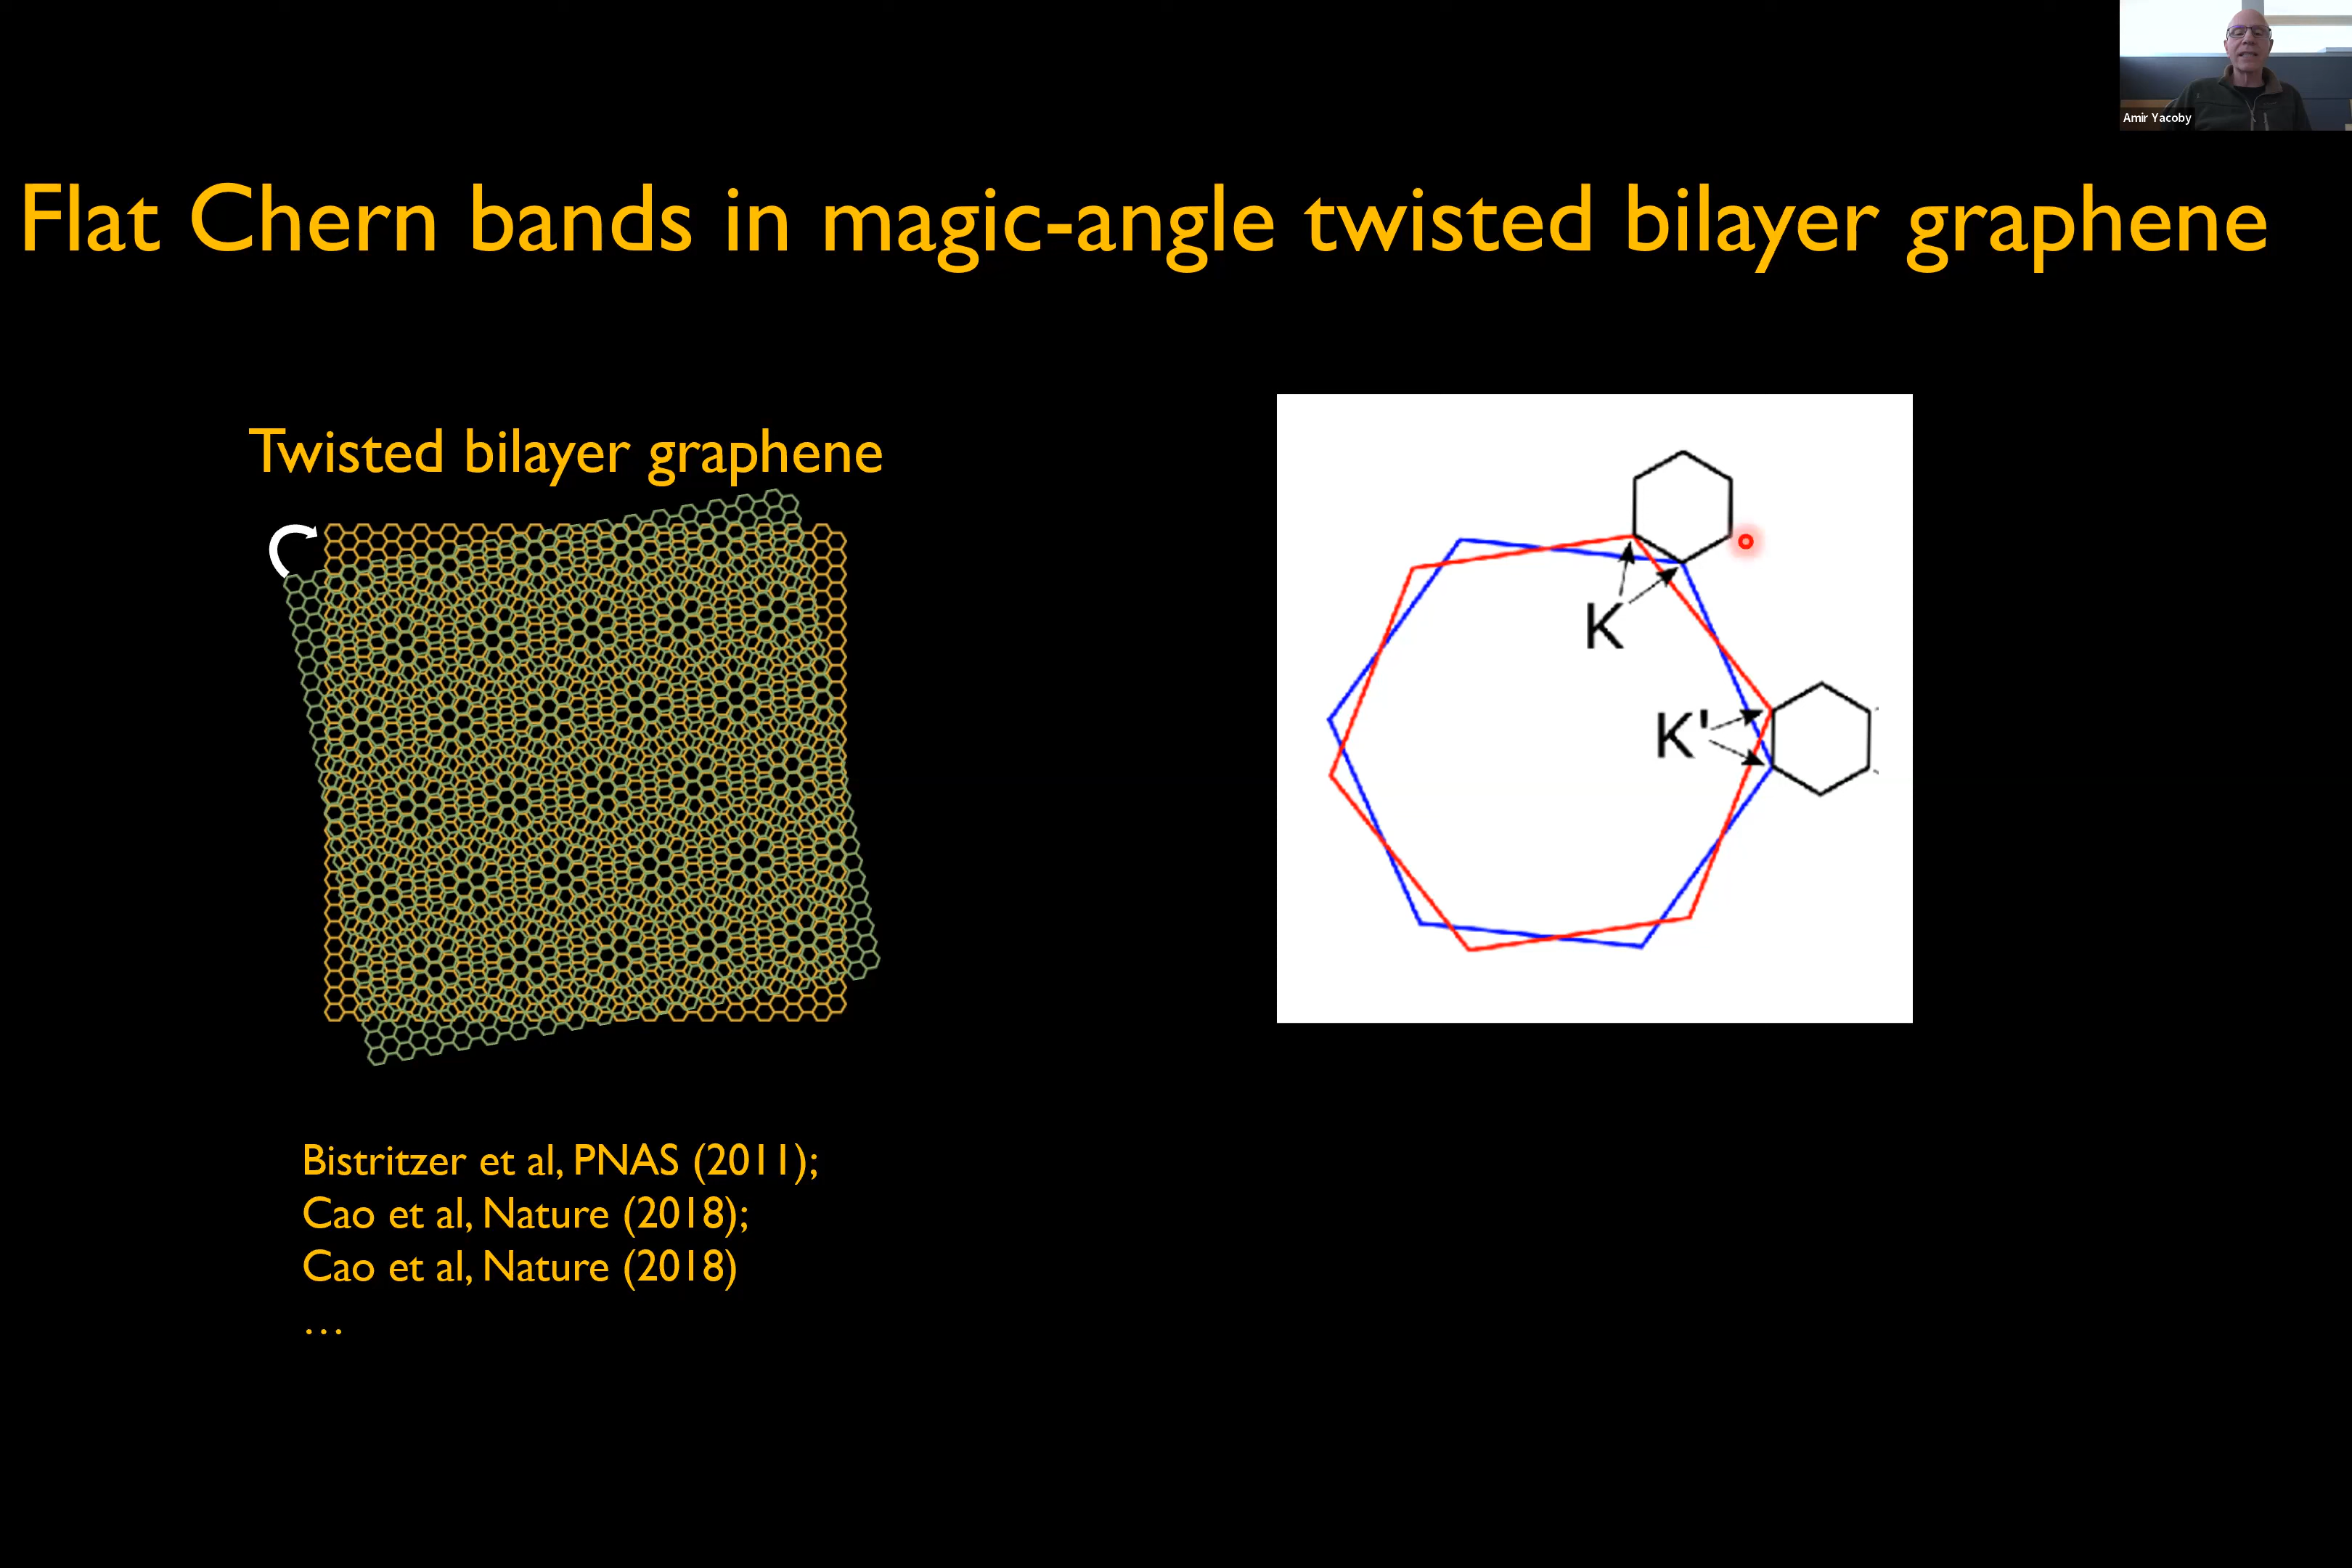 Amir Yacoby
Flat Chern bands in magic-angle twisted bilayer graphene
Twisted bilayer graphene
K
K'
Bistritzer et al, PNAS (2011);
Cao et al, Nature (2018);
Cao et al, Nature (2018)
…